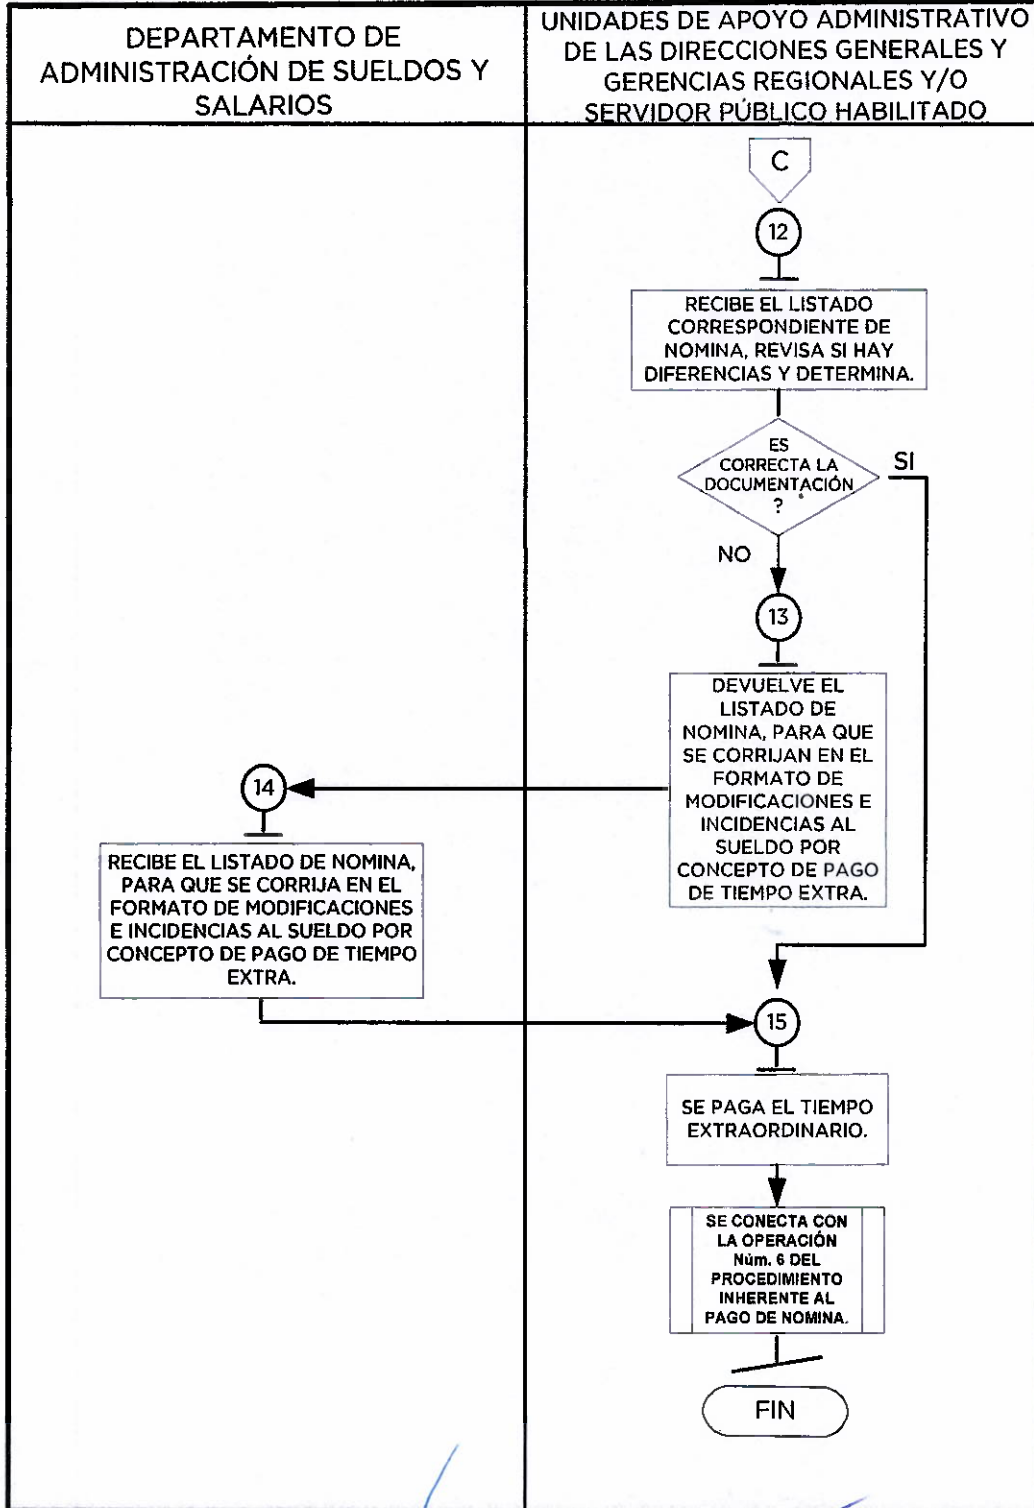 DEPARTAMENTO DE
ADMINISTRACIÓN DE SUELDOS Y
SALARIOS
UNIDADES DE APOYO ADMINISTRATIVO
DE LAS DIRECCIONES GENERALES Y
GERENCIAS REGIONALES Y/O
SERVIDOR PÚBLICO HABILITADO
C
12
RECIBE EL LISTADO
CORRESPONDIENTE DE
NOMINA, REVISA SI HAY
DIFERENCIAS Y DETERMINA.
ES
CORRECTA LA
DOCUMENTACIÓN
?
SI
NO
13
DEVUELVE EL
LISTADO DE
NOMINA, PARA QUE
SE CORRIJAN EN EL
FORMATO DE
MODIFICACIONES E
INCIDENCIAS AL
SUELDO POR
CONCEPTO DE PAGO
DE TIEMPO EXTRA.
14
RECIBE EL LISTADO DE NOMINA,
PARA QUE SE CORRIJA EN EL
FORMATO DE MODIFICACIONES
E INCIDENCIAS AL SUELDO POR
CONCEPTO DE PAGO DE TIEMPO
EXTRA.
15
SE PAGA EL TIEMPO
EXTRAORDINARIO.
SE CONECTA CON
LA OPERACIÓN
Núm. 6 DEL
PROCEDIMIENTO
INHERENTE AL
PAGO DE NOMINA.
FIN